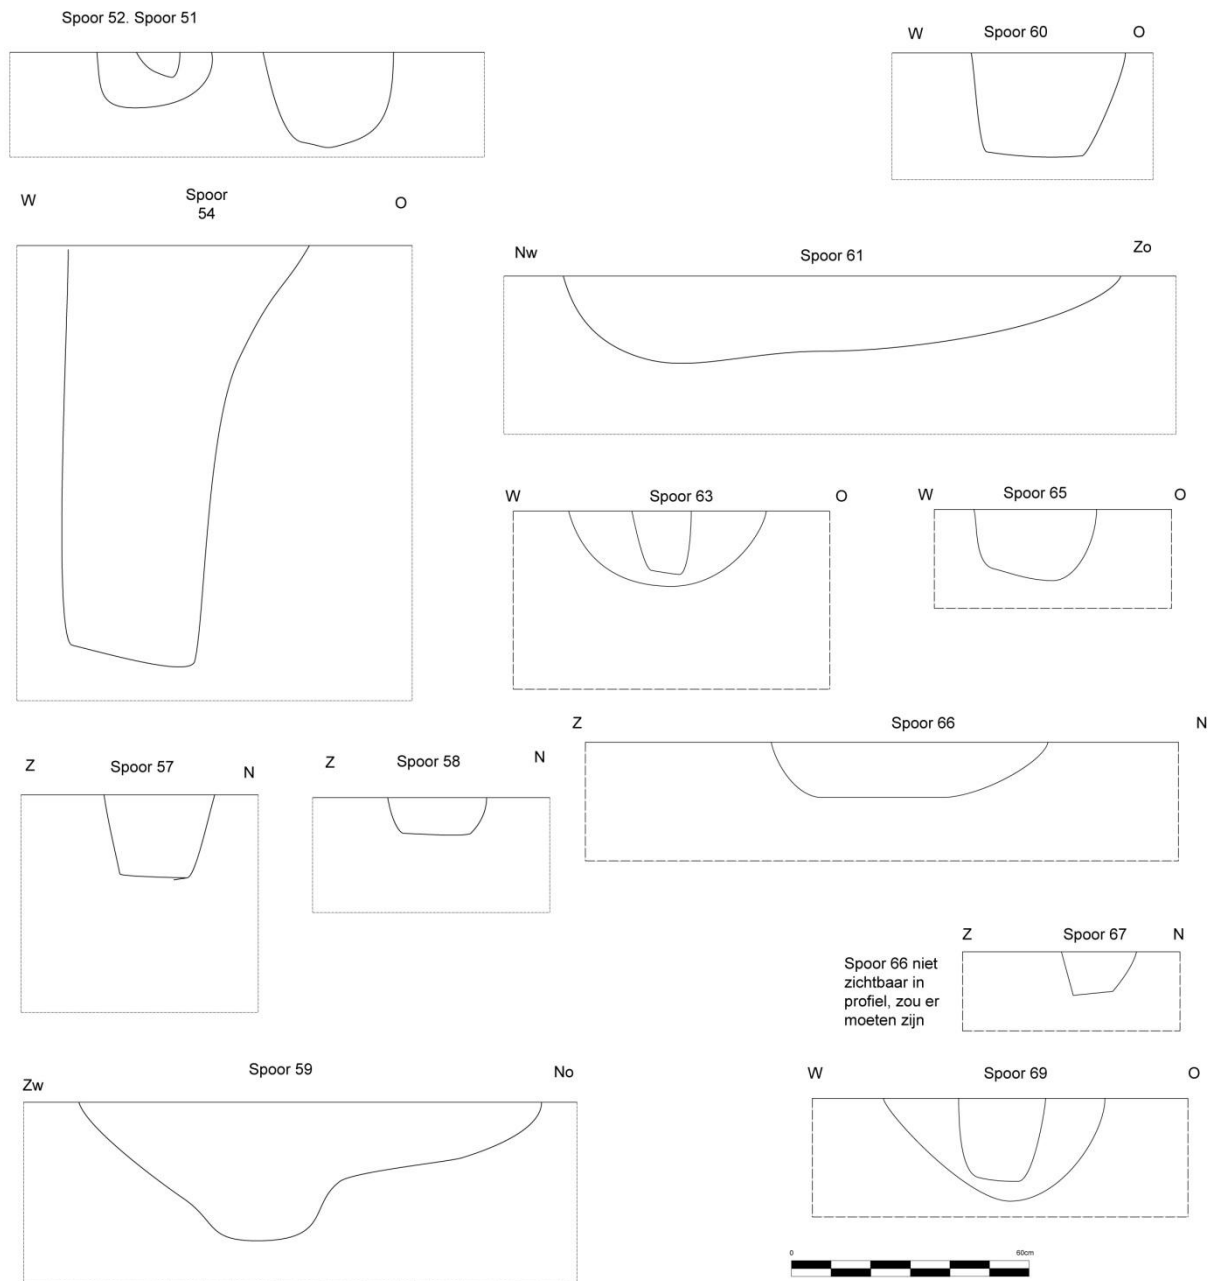 Spoor 52. Spoor 51
W Spoor 60 O
W Spoor O
54
Nw Spoor 61 Zo
W Spoor 63 O
W Spoor 65 O
Z Spoor 66 N
Z Spoor 57 N
Z Spoor 58 N
Z Spoor 67 N
Spoor 66 niet
zichtbaar in
profiel, zou er
moeten zijn
Zw Spoor 59 No
W Spoor 69 O
0 60cm